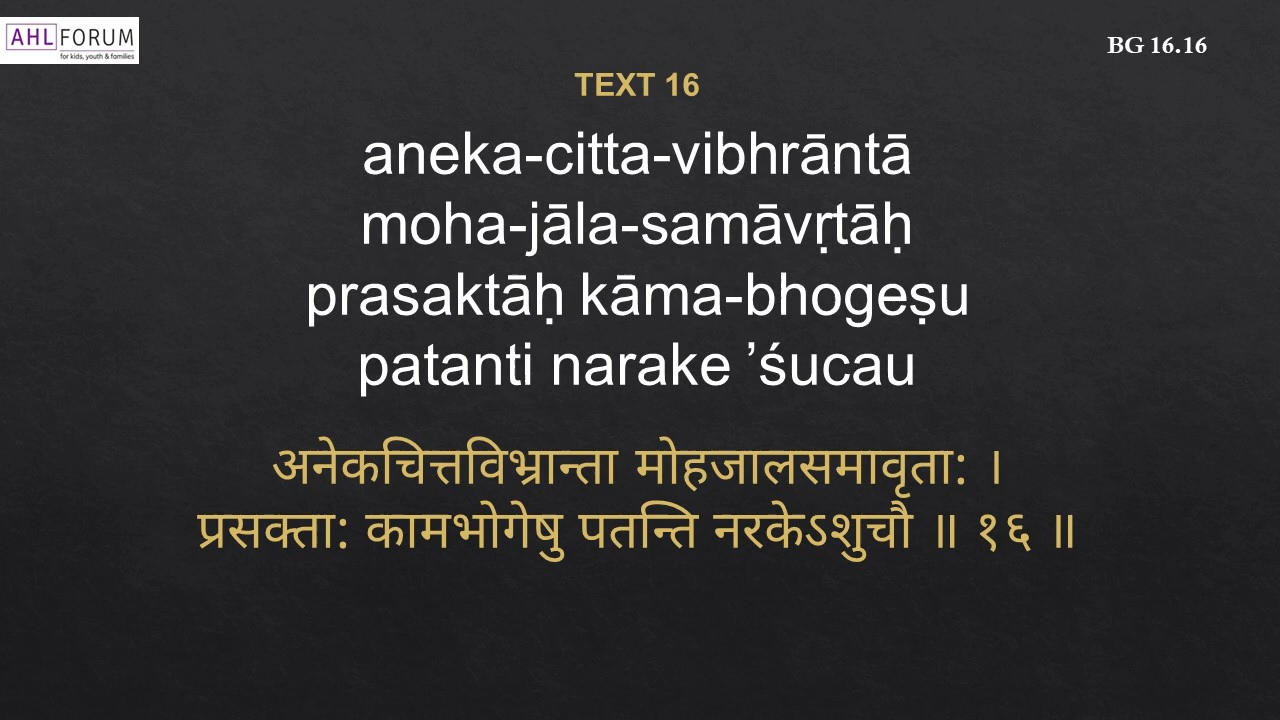 AHL FORUM
for kids, youth & families
BG 16.16
TEXT 16
aneka-citta-vibhrāntā
moha-jāla-samāvṛtāḥ
prasaktāḥ kāma-bhogeṣu
patanti narake ’śucau
अनेकचित्तविभ्रान्ता मोहजालसमावृता: ।
प्रसक्ता: कामभोगेषु पतन्ति नरकेऽशुचौ ॥ १६ ॥